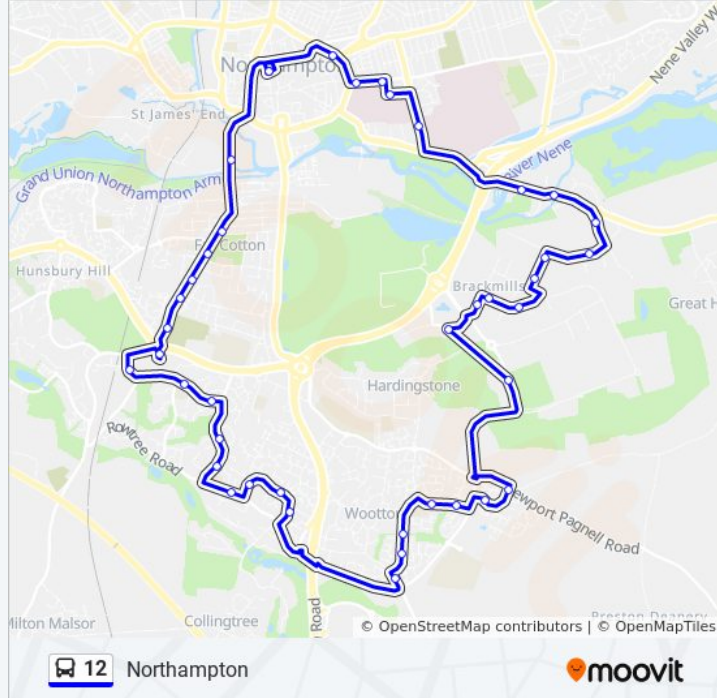 Nene Valley W
Northampton
St James' End
River Nene
Grand Union Northampton Arm
Far Cotton
Hunsbury Hill
Brackmills
Great H
Hardingstone
Rowtree Road
Newport Pagnell Road
Wootton
Road
Collingtree
Milton Malsor
Preston Deanery
© OpenStreetMap contributors | © OpenMapTiles
12 Northampton moovit